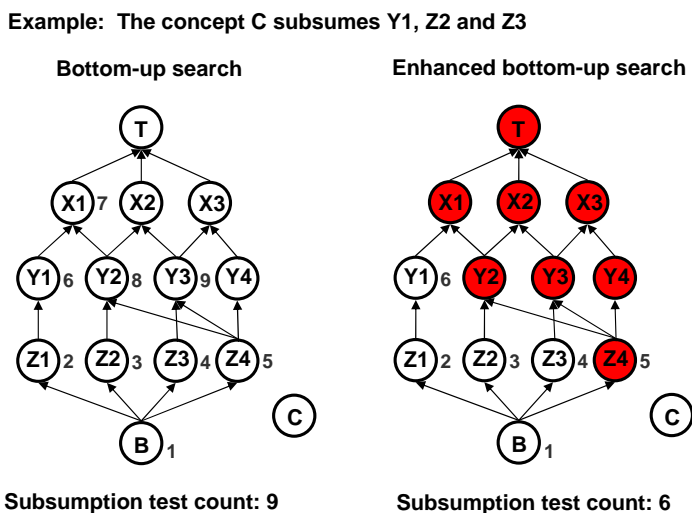 Example: The concept C subsumes Y1, Z2 and Z3
Bottom-up search
T
X1 7 X2 X3
Y1 6 Y2 8 Y3 9 Y4
Z1 2 Z2 3 Z3 4 Z4 5
C
B 1
Subsumption test count: 9
Enhanced bottom-up search
T
X1 X2 X3
Y1 6 Y2 Y3 Y4
Z1 2 Z2 3 Z3 4 Z4 5
C
B 1
Subsumption test count: 6